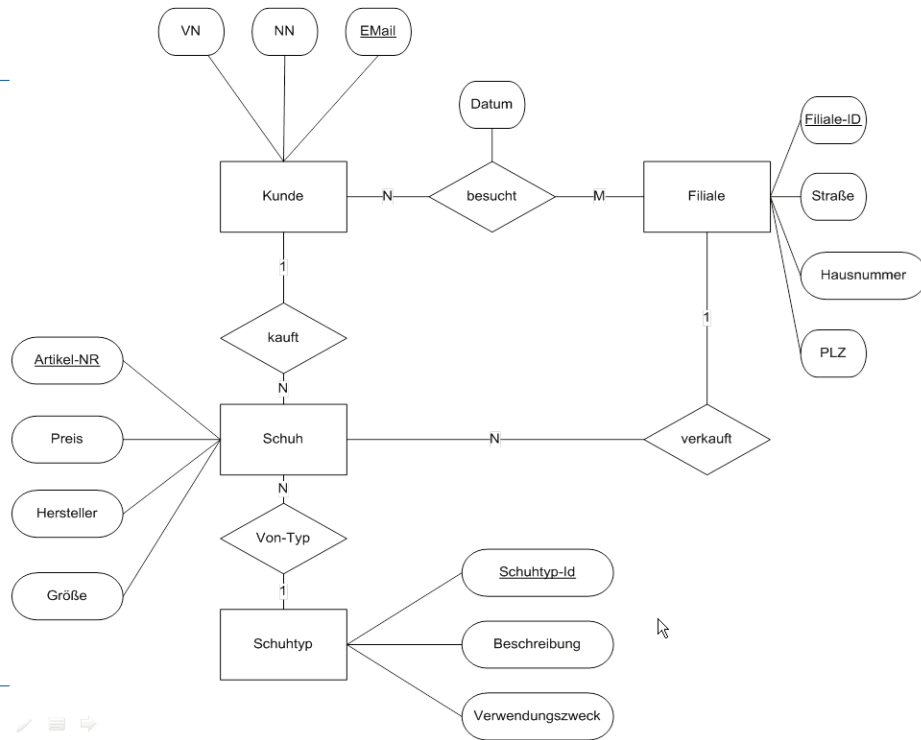 VN
NN
EMail
Datum
Filiale-ID
Kunde
N
besucht
M
Filiale
Straße
Hausnummer
1
1
kauft
PLZ
Artikel-NR
N
Preis
Schuh
N
verkauft
N
Hersteller
Von-Typ
Schuhtyp-Id
1
Größe
Schuhtyp
Beschreibung
Verwendungszweck